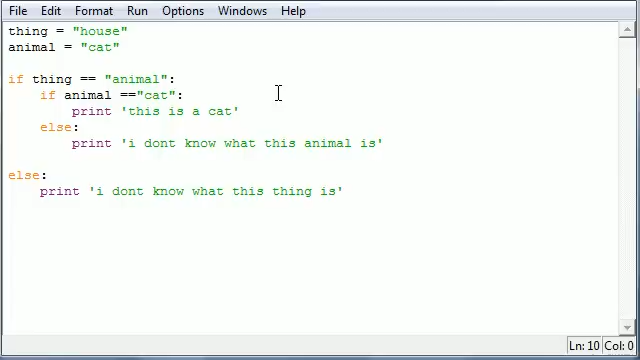 File Edit Format Run Options Windows Help
thing = "house"
animal = "cat"
if thing == "animal":
    if animal =="cat":
        print 'this is a cat'
    else:
        print 'i dont know what this animal is'
else:
    print 'i dont know what this thing is'
Ln: 10 Col: 0